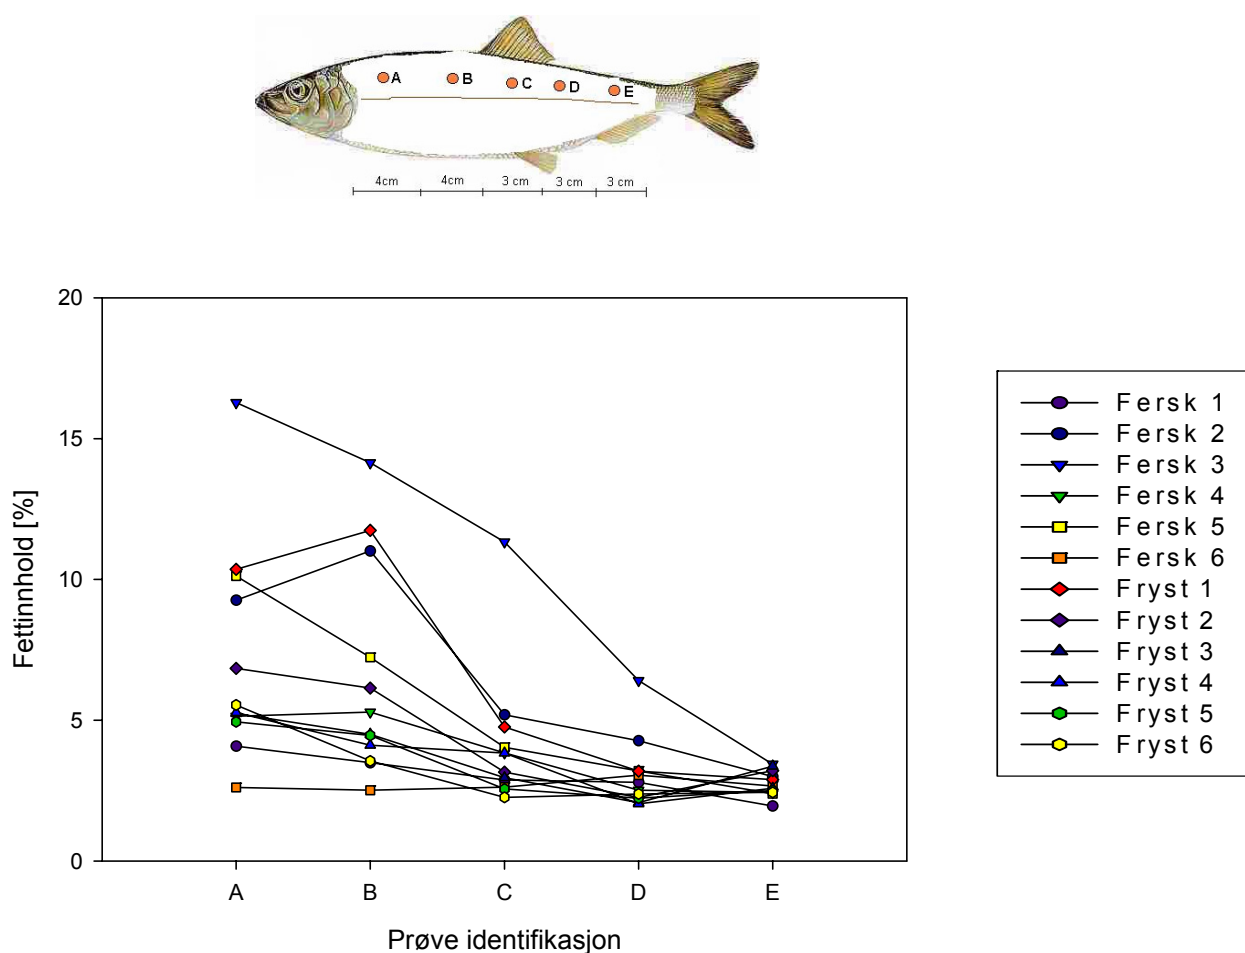 A
B
C
D
E
4cm 4cm 3 cm 3 cm 3 cm
20
15
10
5
0
Fettinnhold [%]
A B C D E
Prøve identifikasjon
Fersk 1
Fersk 2
Fersk 3
Fersk 4
Fersk 5
Fersk 6
Fryst 1
Fryst 2
Fryst 3
Fryst 4
Fryst 5
Fryst 6